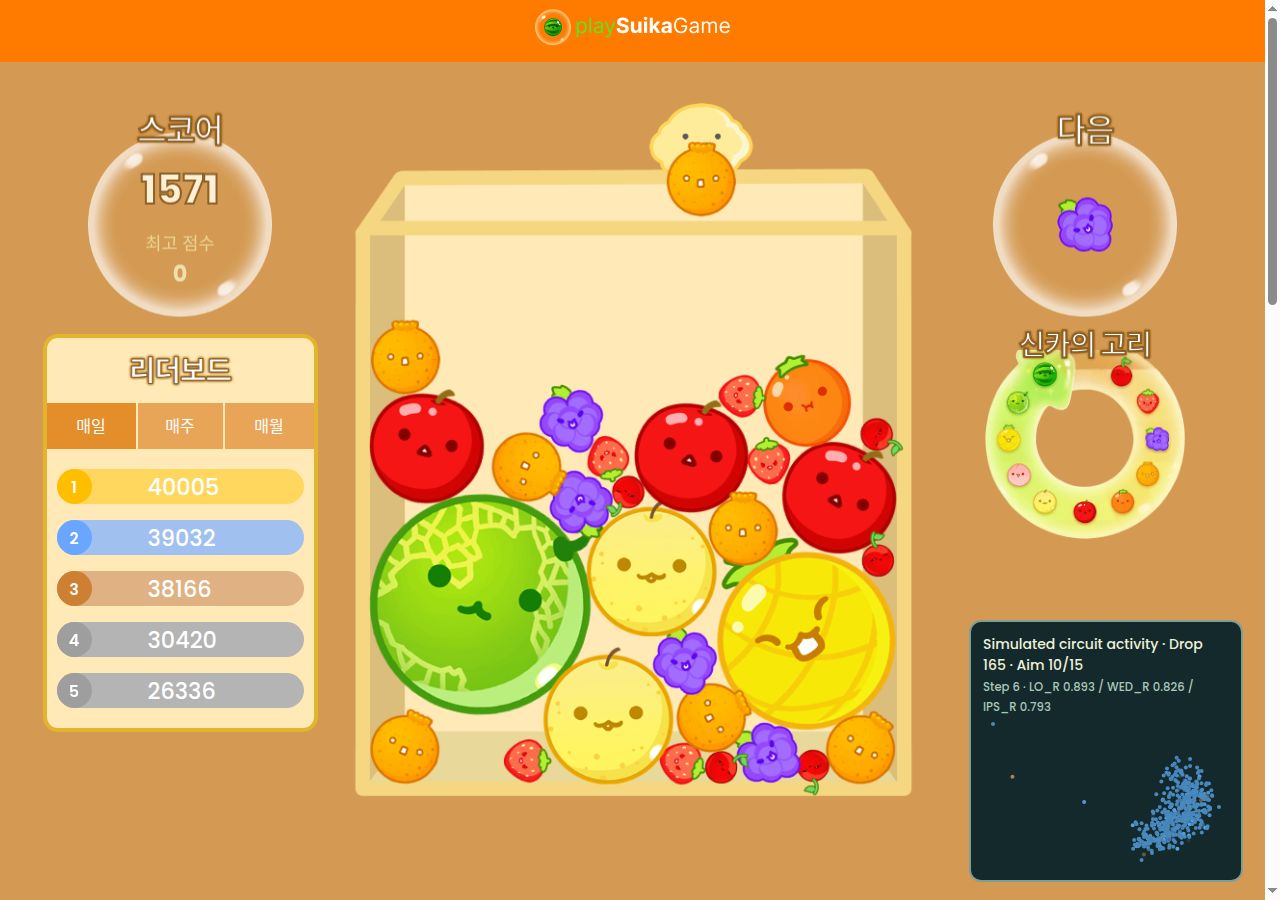 playSuikaGame
스코어
1571
최고 점수
0
리더보드
매일 매주 매월
1 40005
2 39032
3 38166
4 30420
5 26336
다음
신카의 고리
Simulated circuit activity · Drop
165 · Aim 10/15
Step 6 · LO_R 0.893 / WED_R 0.826 /
IPS_R 0.793